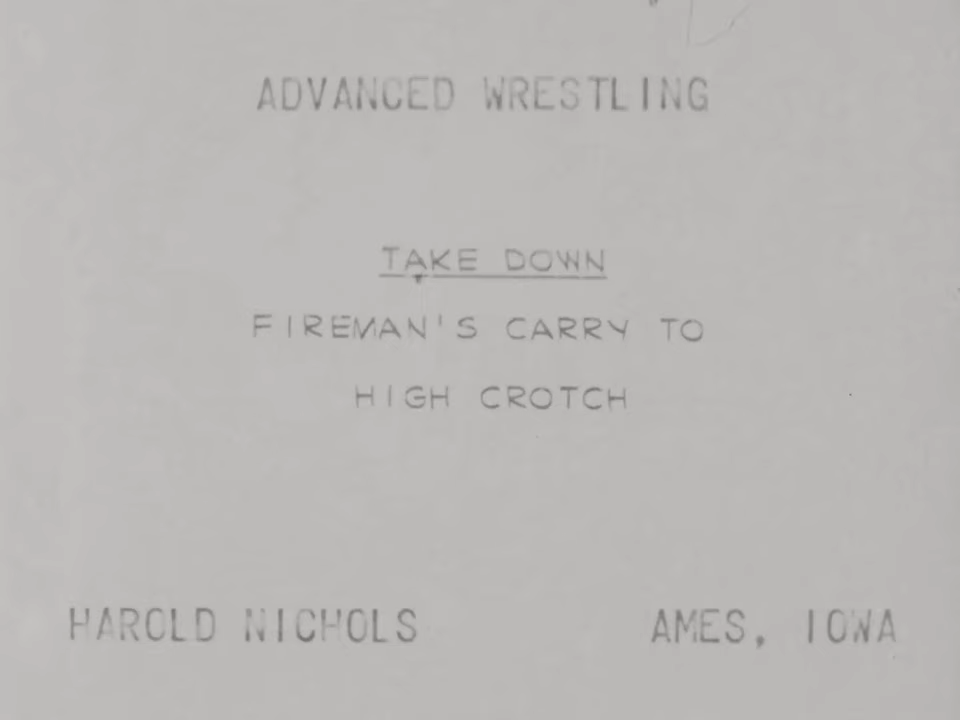 ADVANCED WRESTLING
TAKE DOWN
FIREMAN'S CARRY TO
HIGH CROTCH
HAROLD NICHOLS AMES, IOWA